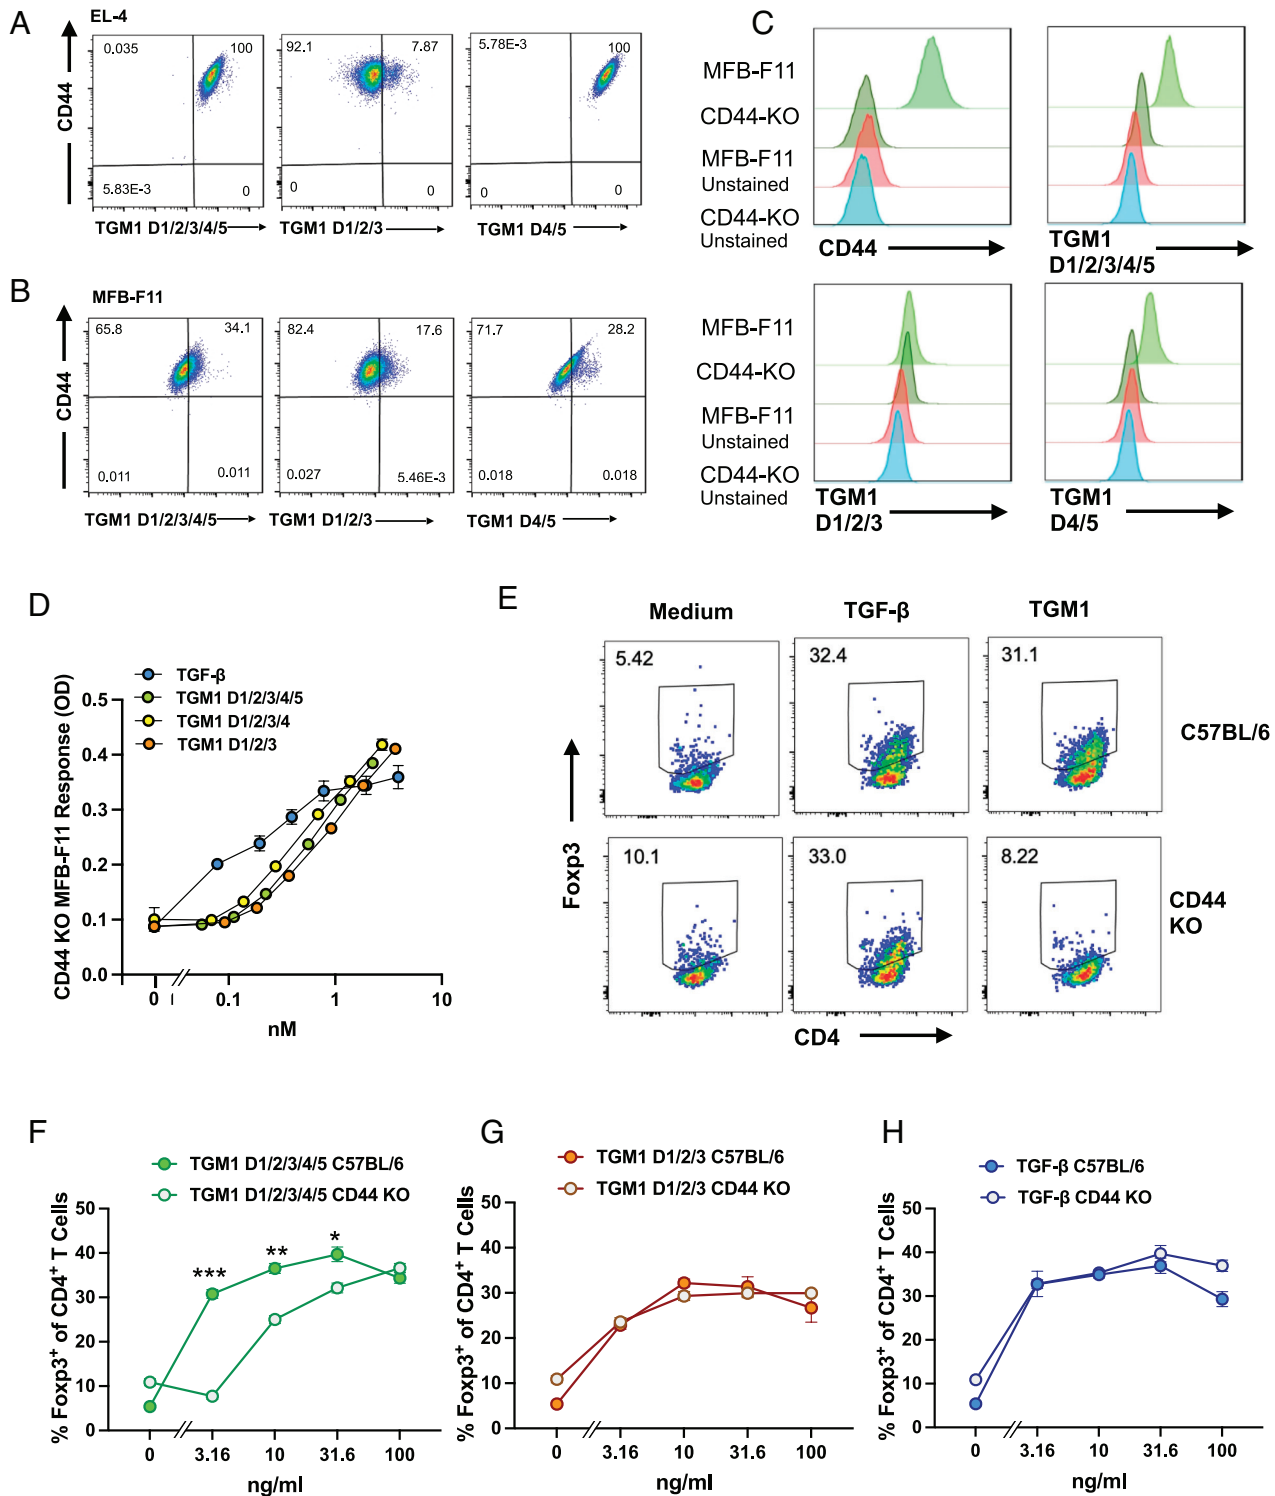 A
EL-4
CD44
0.035
100
5.83E-3
0
TGM1 D1/2/3/4/5
92.1
7.87
0
0
TGM1 D1/2/3
5.78E-3
100
0
0
TGM1 D4/5
B
MFB-F11
CD44
65.8
34.1
0.011
0.011
TGM1 D1/2/3/4/5
82.4
17.6
0.027
5.46E-3
TGM1 D1/2/3
71.7
28.2
0.018
0.018
TGM1 D4/5
C
MFB-F11
CD44-KO
MFB-F11
Unstained
CD44-KO
Unstained
CD44
TGM1
D1/2/3/4/5
MFB-F11
CD44-KO
MFB-F11
Unstained
CD44-KO
Unstained
TGM1
D1/2/3
TGM1
D4/5
D
TGF-β
TGM1 D1/2/3/4/5
TGM1 D1/2/3/4
TGM1 D1/2/3
CD44 KO MFB-F11 Response (OD)
0.5
0.4
0.3
0.2
0.1
0.0
0
0.1
1
10
nM
E
Medium
TGF-β
TGM1
5.42
32.4
31.1
C57BL/6
10.1
33.0
8.22
CD44
KO
Foxp3
CD4
F
TGM1 D1/2/3/4/5 C57BL/6
TGM1 D1/2/3/4/5 CD44 KO
% Foxp3⁺ of CD4⁺ T Cells
50
40
30
20
10
0
***
**
*
0
3.16
10
31.6
100
ng/ml
G
TGM1 D1/2/3 C57BL/6
TGM1 D1/2/3 CD44 KO
% Foxp3⁺ of CD4⁺ T Cells
50
40
30
20
10
0
0
3.16
10
31.6
100
ng/ml
H
TGF-β C57BL/6
TGF-β CD44 KO
% Foxp3⁺ of CD4⁺ T Cells
50
40
30
20
10
0
0
3.16
10
31.6
100
ng/ml